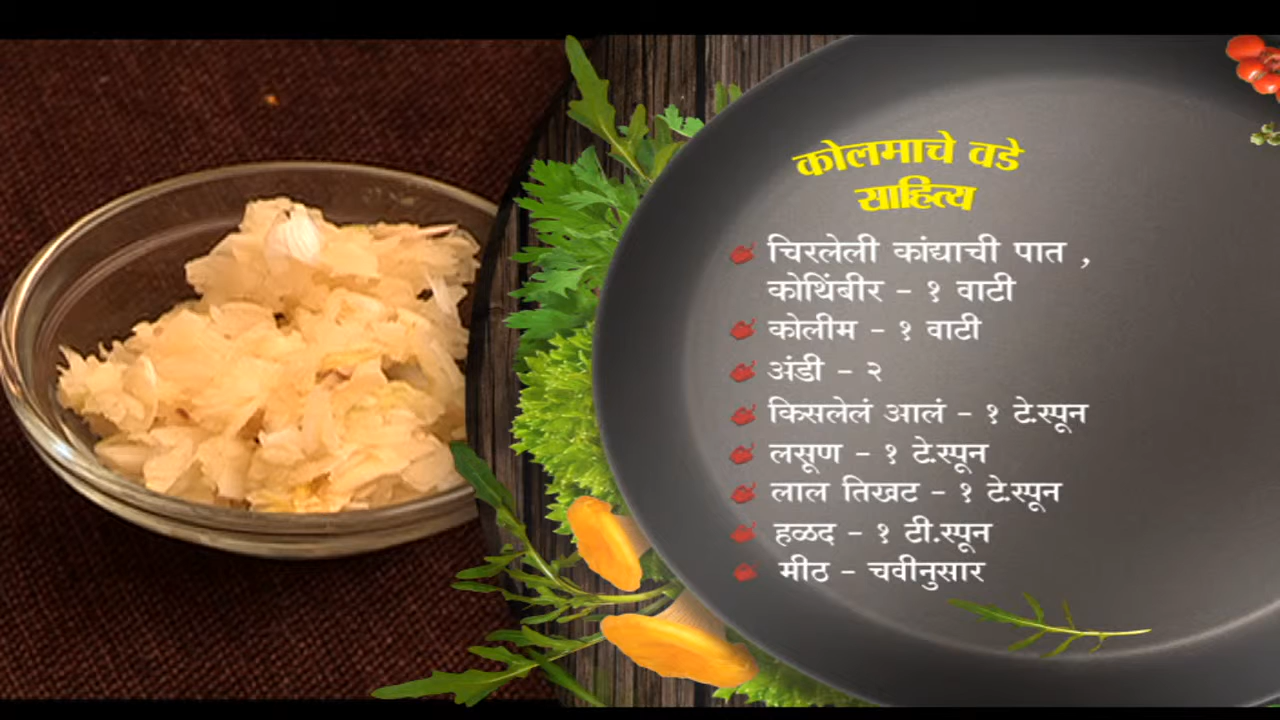 कोलमाचे वडे
साहित्य
चिरलेली कांद्याची पात ,
कोथिंबीर - १ वाटी
कोलीम - १ वाटी
अंडी - २
किसलेलं आलं - १ टे.स्पून
लसूण - १ टे.स्पून
लाल तिखट - १ टे.स्पून
हळद - १ टी.स्पून
मीठ - चवीनुसार